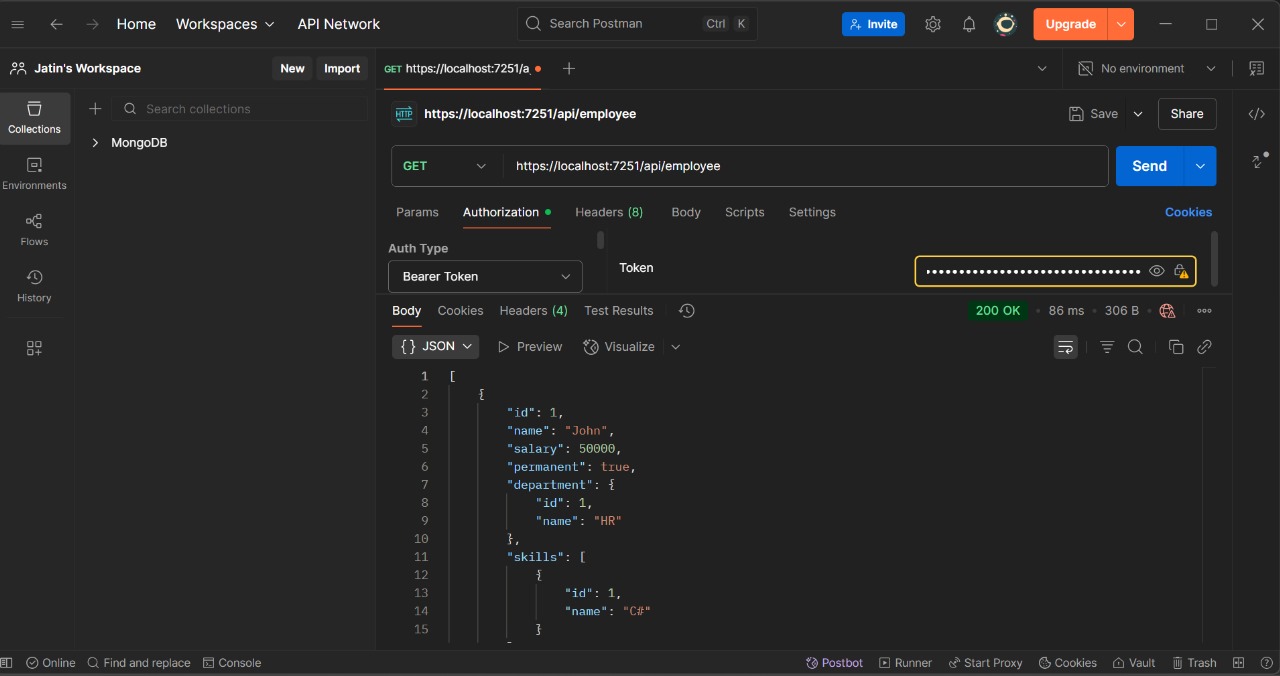 Home Workspaces API Network Search Postman Ctrl K Invite Upgrade
Jatin's Workspace New Import GET https://localhost:7251/a No environment
Collections Search collections https://localhost:7251/api/employee Save Share
MongoDB
Environments GET https://localhost:7251/api/employee Send
Flows Params Authorization Headers (8) Body Scripts Settings Cookies
Auth Type
Bearer Token Token
History Body Cookies Headers (4) Test Results 200 OK • 86 ms • 306 B
{} JSON Preview Visualize
1 [
2 {
3 "id": 1,
4 "name": "John",
5 "salary": 50000,
6 "permanent": true,
7 "department": {
8 "id": 1,
9 "name": "HR"
10 },
11 "skills": [
12 {
13 "id": 1,
14 "name": "C#"
15 }
Online Find and replace Console Postbot Runner Start Proxy Cookies Vault Trash